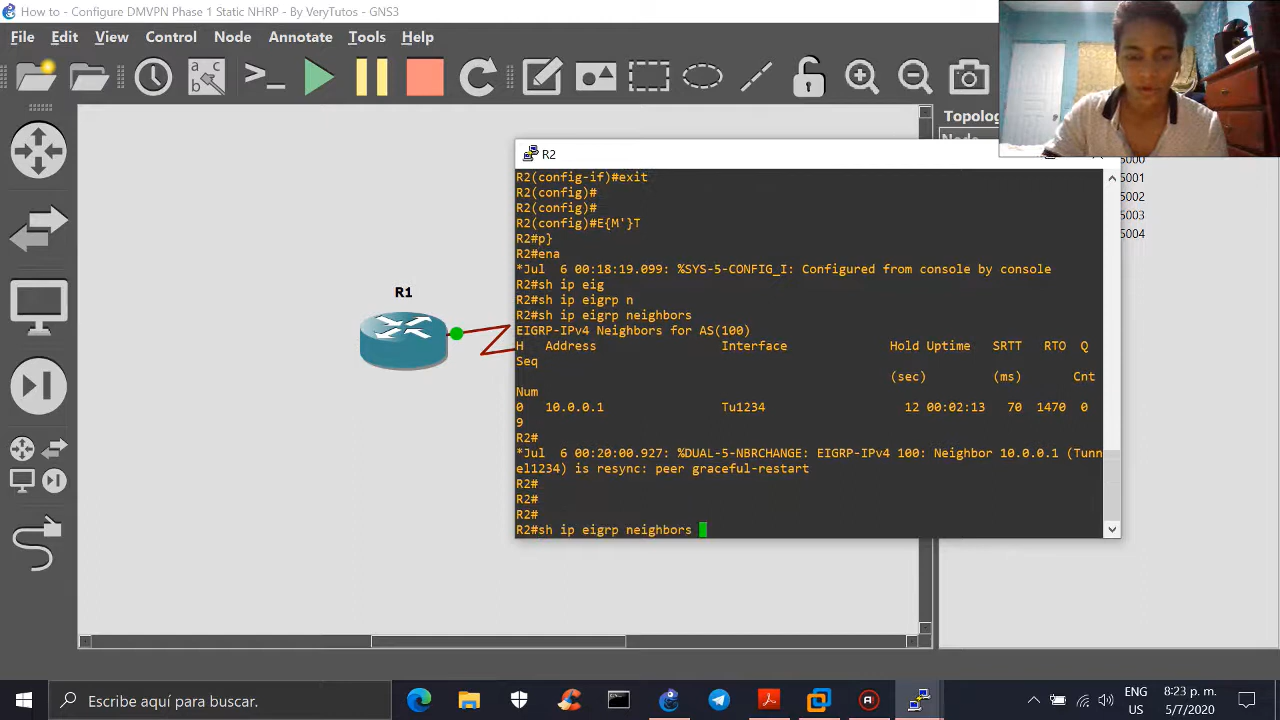 How to - Configure DMVPN Phase 1 Static NHRP - By VeryTutos - GNS3
File Edit View Control Node Annotate Tools Help
Topolog
Node
5000
5001
5002
5003
5004
R1
R2
R2(config-if)#exit
R2(config)#
R2(config)#
R2(config)#E{M'}T
R2#p}
R2#ena
*Jul  6 00:18:19.099: %SYS-5-CONFIG_I: Configured from console by console
R2#sh ip eig
R2#sh ip eigrp n
R2#sh ip eigrp neighbors
EIGRP-IPv4 Neighbors for AS(100)
H   Address                 Interface              Hold Uptime   SRTT   RTO  Q
Seq
(sec)         (ms)       Cnt
Num
0   10.0.0.1                Tu1234                   12 00:02:13   70  1470  0
9
R2#
*Jul  6 00:20:00.927: %DUAL-5-NBRCHANGE: EIGRP-IPv4 100: Neighbor 10.0.0.1 (Tunn
el1234) is resync: peer graceful-restart
R2#
R2#
R2#
R2#sh ip eigrp neighbors
Escribe aquí para buscar.
ENG
US
8:23 p. m.
5/7/2020